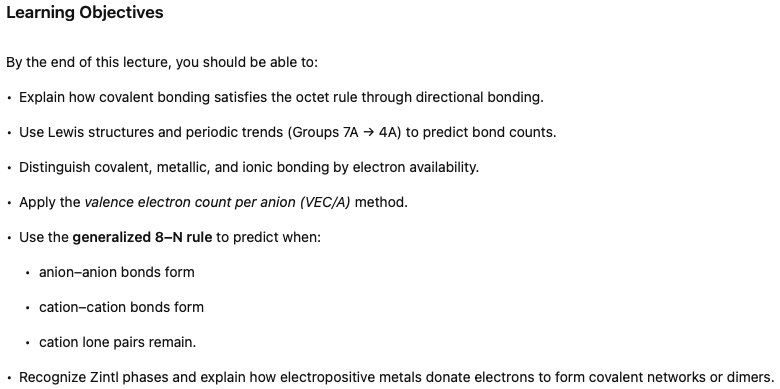 Learning Objectives
By the end of this lecture, you should be able to:
• Explain how covalent bonding satisfies the octet rule through directional bonding.
• Use Lewis structures and periodic trends (Groups 7A → 4A) to predict bond counts.
• Distinguish covalent, metallic, and ionic bonding by electron availability.
• Apply the valence electron count per anion (VEC/A) method.
• Use the generalized 8–N rule to predict when:
• anion–anion bonds form
• cation–cation bonds form
• cation lone pairs remain.
• Recognize Zintl phases and explain how electropositive metals donate electrons to form covalent networks or dimers.